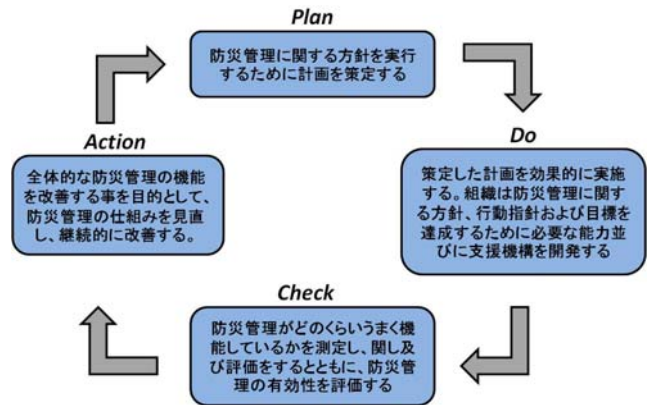 Plan
防災管理に関する方針を実行
するために計画を策定する
Do
策定した計画を効果的に実施
する。組織は防災管理に関す
る方針、行動指針および目標を
達成するために必要な能力並
びに支援機構を開発する
Check
防災管理がどのくらいうまく機
能しているかを測定し、関し及
び評価をするとともに、防災管
理の有効性を評価する
Action
全体的な防災管理の機能
を改善する事を目的として、
防災管理の仕組みを見直
し、継続的に改善する。